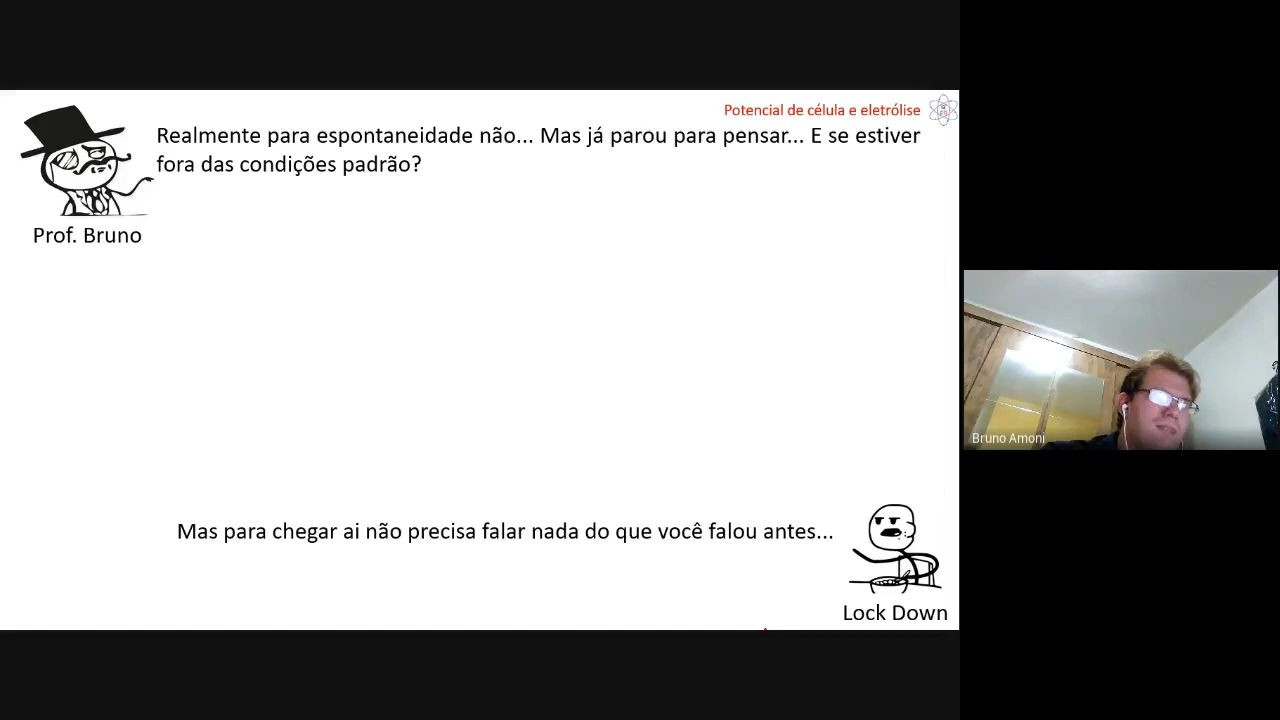 Potencial de célula e eletrólise
Realmente para espontaneidade não... Mas já parou para pensar... E se estiver
fora das condições padrão?
Prof. Bruno
Mas para chegar ai não precisa falar nada do que você falou antes...
Lock Down
Bruno Amoni